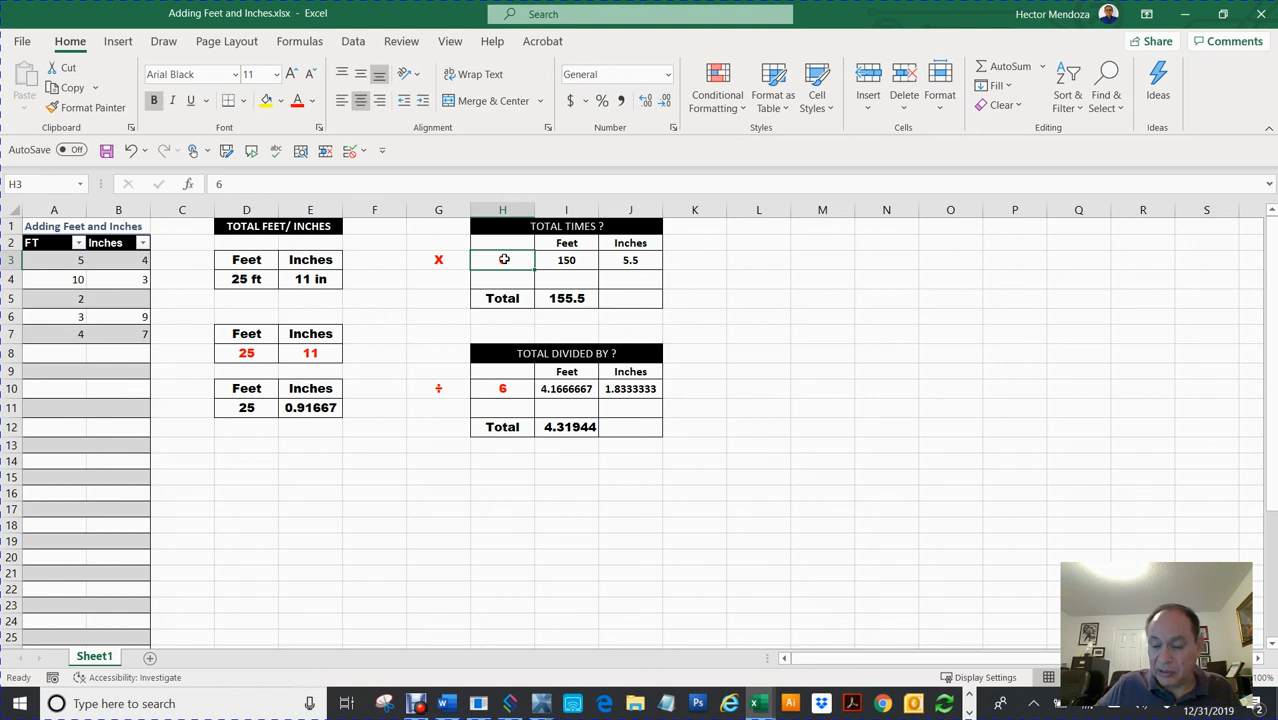 Adding Feet and Inches.xlsx - Excel
Search
Hector Mendoza
File Home Insert Draw Page Layout Formulas Data Review View Help Acrobat
Share
Comments
Paste
Cut
Copy
Format Painter
Clipboard
Arial Black 11
B I U
Font
Wrap Text
Merge & Center
Alignment
General
$ % 9
Number
Conditional Formatting
Format as Table
Cell Styles
Styles
Insert Delete Format
Cells
AutoSum
Fill
Clear
Sort & Filter
Find & Select
Editing
Ideas
Ideas
AutoSave Off
H3 fx 6
A B C D E F G H I J K L M N O P Q R S
1 Adding Feet and Inches TOTAL FEET/ INCHES TOTAL TIMES ?
2 FT Inches Feet Inches
3 5 4 Feet Inches X 150 5.5
4 10 3 25 ft 11 in
5 2 Total 155.5
6 3 9
7 4 7 Feet Inches
8 25 11 TOTAL DIVIDED BY ?
9 Feet Inches
10 Feet Inches ÷ 6 4.1666667 1.8333333
11 25 0.91667
12 Total 4.31944
13
14
15
16
17
18
19
20
21
22
23
24
25
Sheet1
Ready
Accessibility: Investigate
Display Settings
100%
Type here to search
12/31/2019